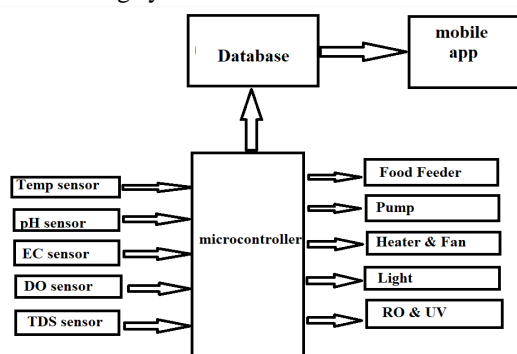 mobile
app
Database
Temp sensor
pH sensor
EC sensor
DO sensor
TDS sensor
microcontroller
Food Feeder
Pump
Heater & Fan
Light
RO & UV